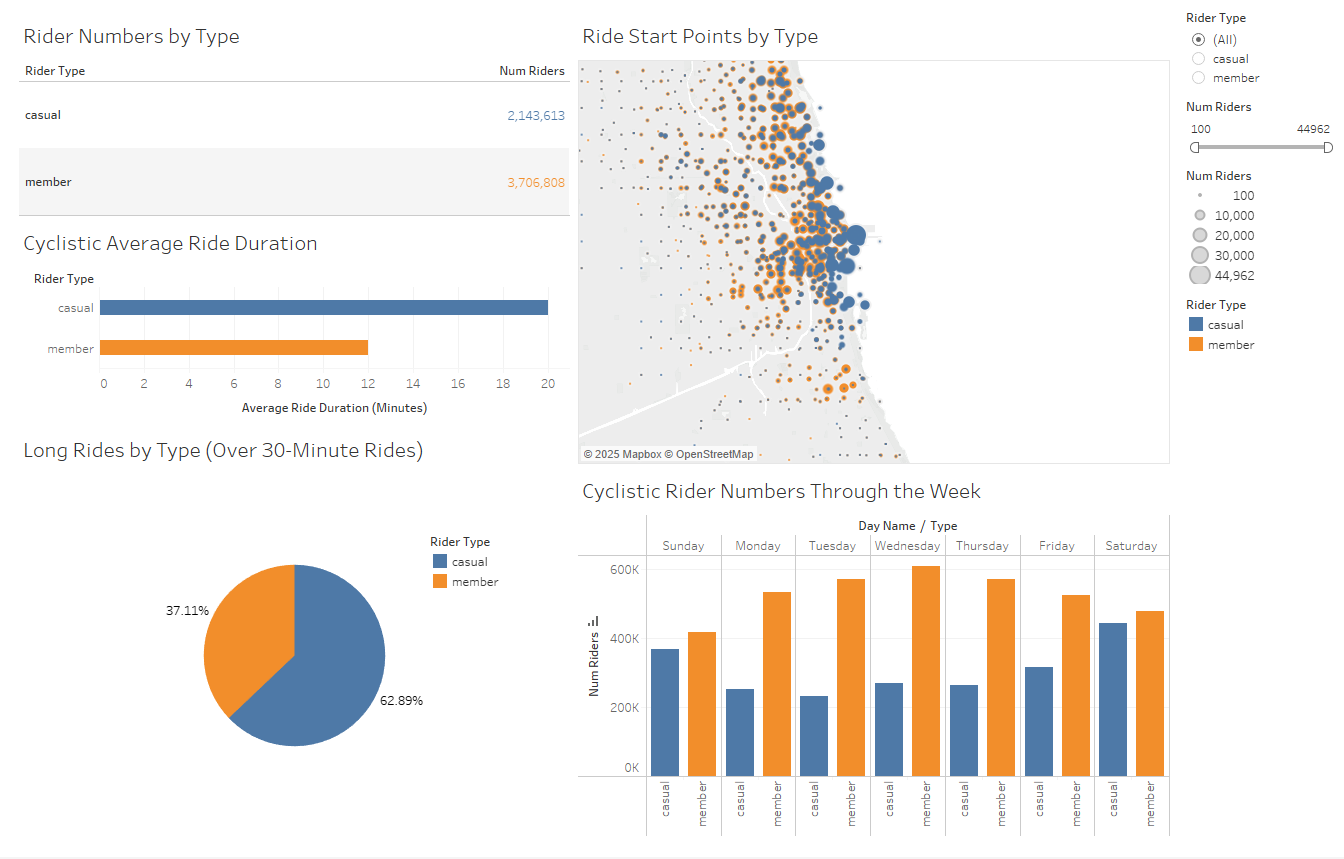 Rider Numbers by Type
Rider Type Num Riders
casual 2,143,613
member 3,706,808
Cyclistic Average Ride Duration
Rider Type
casual
member
0 2 4 6 8 10 12 14 16 18 20
Average Ride Duration (Minutes)
Long Rides by Type (Over 30-Minute Rides)
Rider Type
casual
member
37.11%
62.89%
Ride Start Points by Type
© 2025 Mapbox © OpenStreetMap
Cyclistic Rider Numbers Through the Week
Day Name / Type
Sunday Monday Tuesday Wednesday Thursday Friday Saturday
Num Riders
600K
400K
200K
0K
casual member casual member casual member casual member casual member casual member casual member
Rider Type
(All)
casual
member
Num Riders
100 44962
Num Riders
100
10,000
20,000
30,000
44,962
Rider Type
casual
member